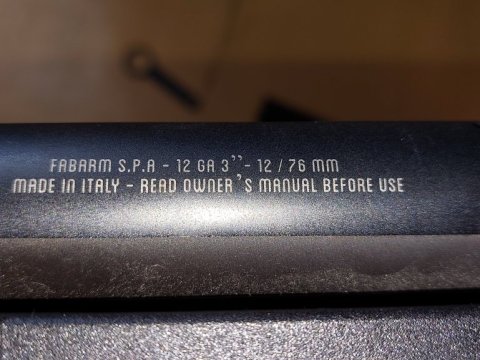 FABARM S.P.A - 12 GA 3” - 12 / 76 MM
MADE IN ITALY - READ OWNER’S MANUAL BEFORE USE